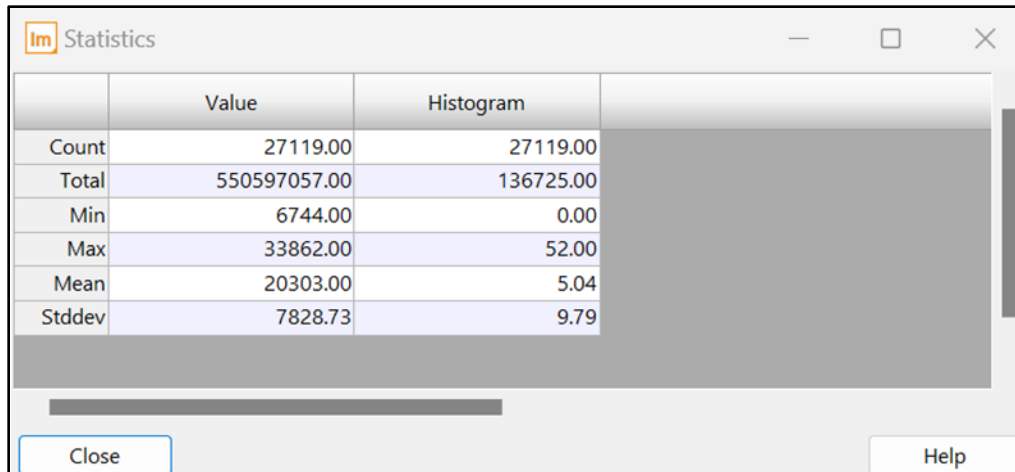 Im Statistics
Value Histogram
Count 27119.00 27119.00
Total 550597057.00 136725.00
Min 6744.00 0.00
Max 33862.00 52.00
Mean 20303.00 5.04
Stddev 7828.73 9.79
Close Help